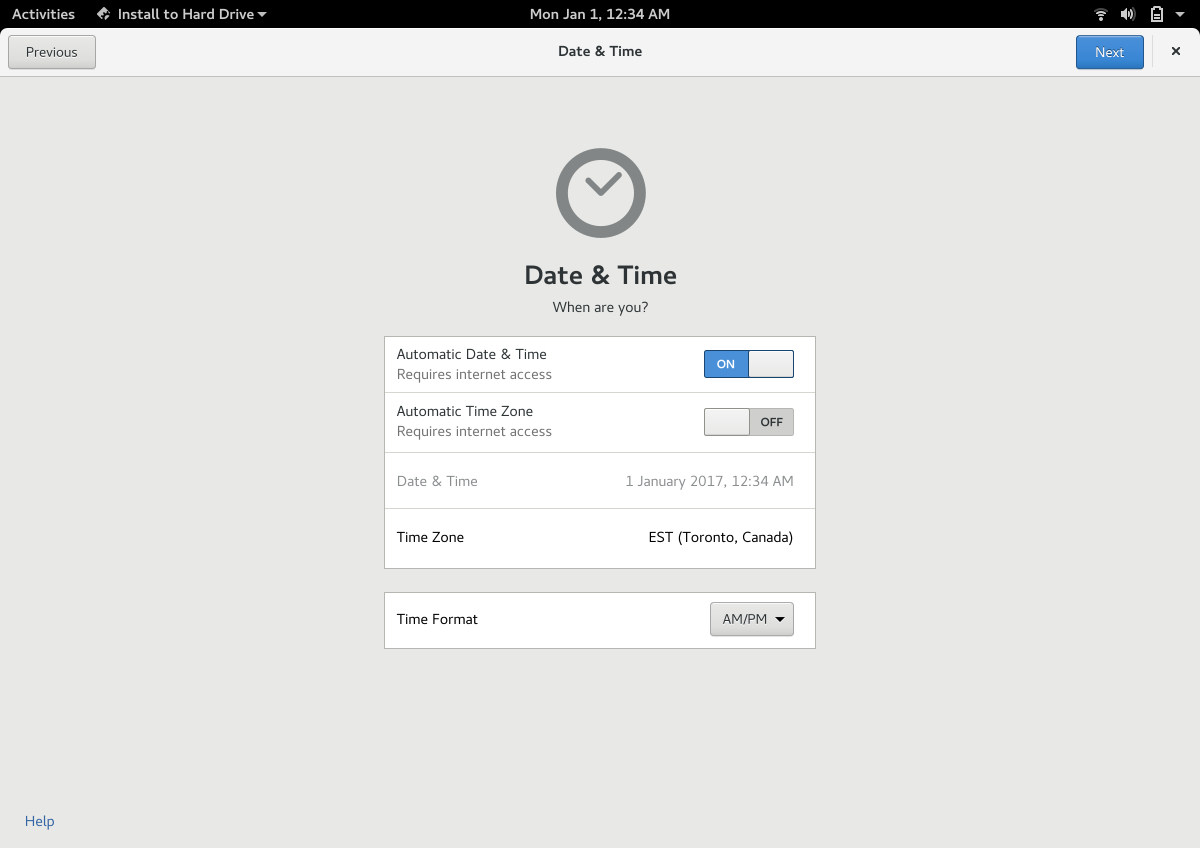 Activities Install to Hard Drive Mon Jan 1, 12:34 AM
Previous Date & Time Next
Date & Time
When are you?
Automatic Date & Time
Requires internet access
ON
Automatic Time Zone
Requires internet access
OFF
Date & Time 1 January 2017, 12:34 AM
Time Zone EST (Toronto, Canada)
Time Format AM/PM
Help